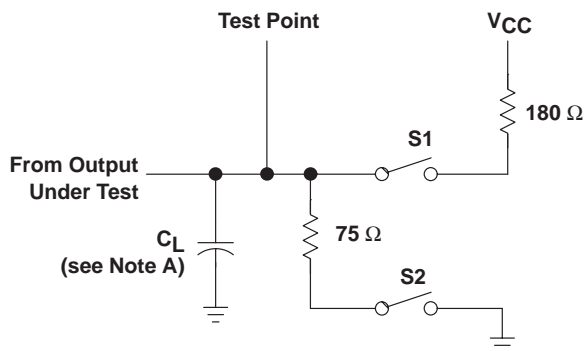 Test Point
VCC
180 Ω
S1
From Output
Under Test
CL
(see Note A)
75 Ω
S2